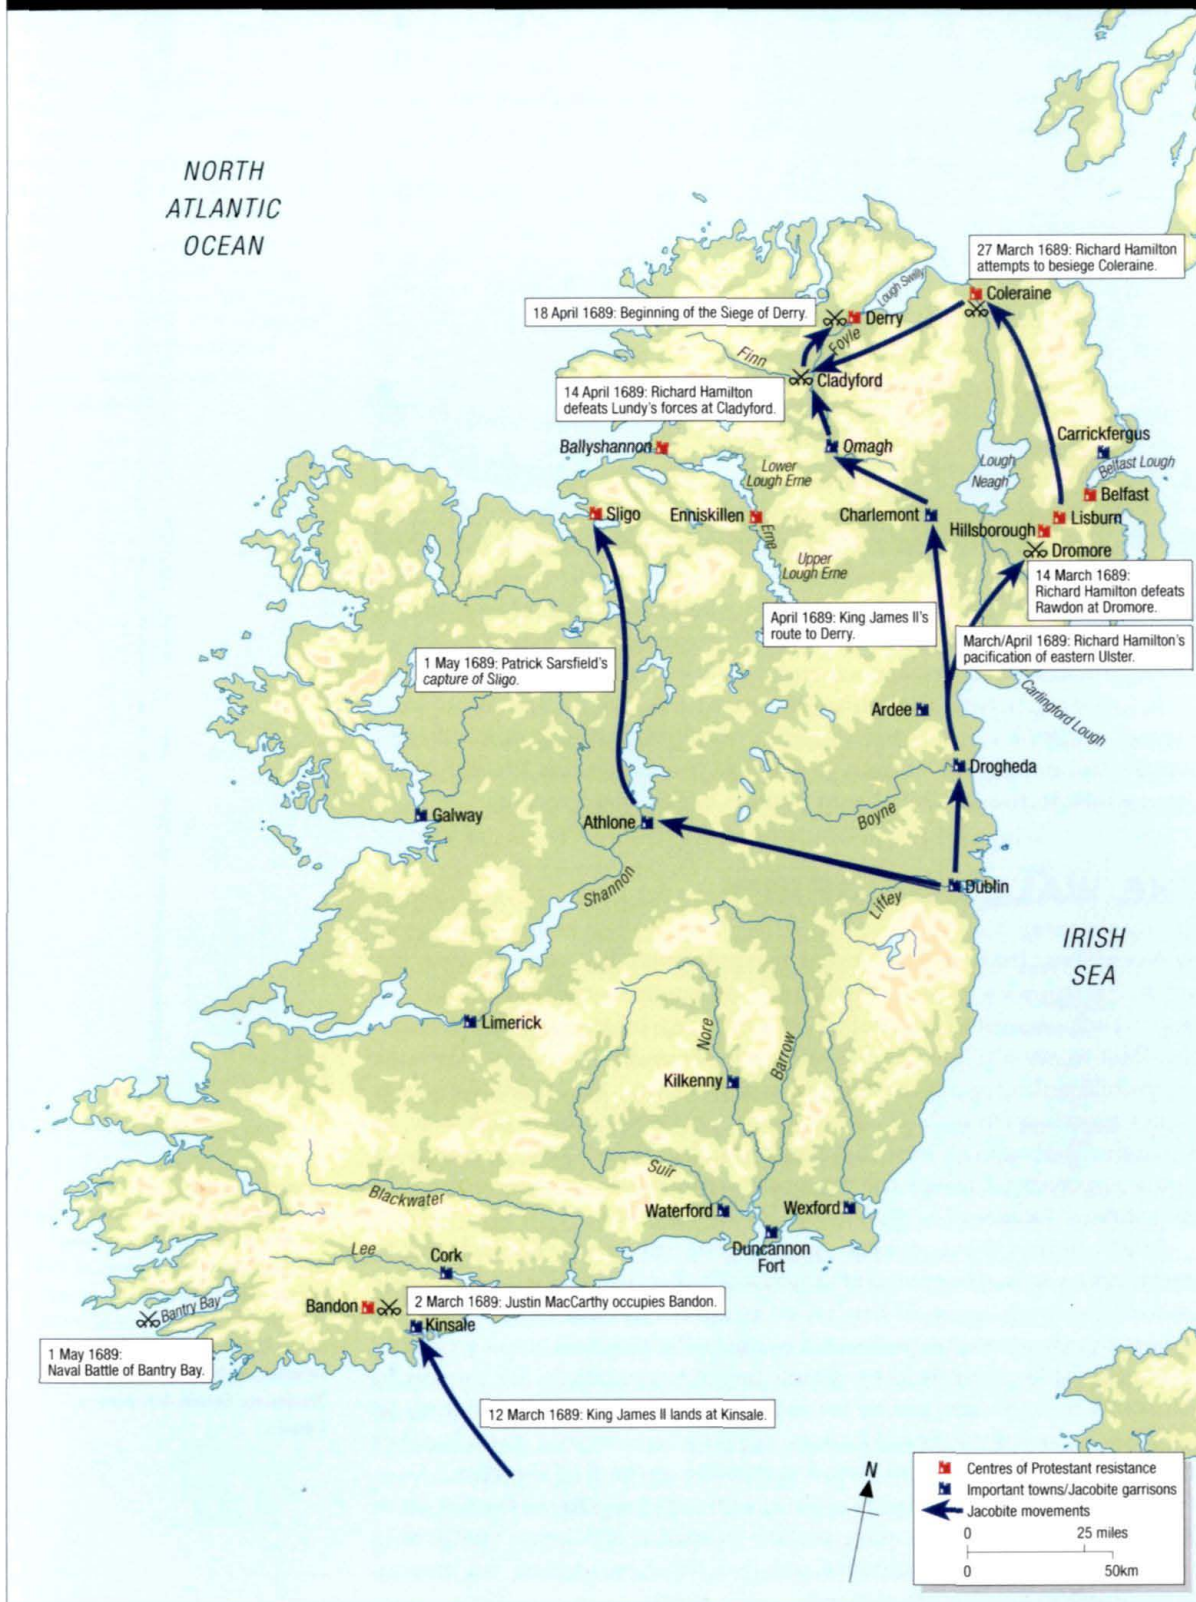 NORTH
ATLANTIC
OCEAN
27 March 1689: Richard Hamilton
attempts to besiege Coleraine.
Lough Swilly
Coleraine
18 April 1689: Beginning of the Siege of Derry.
Derry
Foyle
Finn
Cladyford
14 April 1689: Richard Hamilton
defeats Lundy's forces at Cladyford.
Carrickfergus
Ballyshannon
Omagh
Belfast Lough
Lower
Lough Erne
Lough
Neagh
Belfast
Sligo
Enniskillen
Erne
Charlemont
Lisburn
Hillsborough
Dromore
Upper
Lough Erne
14 March 1689:
Richard Hamilton defeats
Rawdon at Dromore.
April 1689: King James II's
route to Derry.
March/April 1689: Richard Hamilton's
pacification of eastern Ulster.
1 May 1689: Patrick Sarsfield's
capture of Sligo.
Carlingford Lough
Ardee
Drogheda
Boyne
Galway
Athlone
Shannon
Liffey
Dublin
IRISH
SEA
Limerick
Nore
Barrow
Kilkenny
Suir
Blackwater
Waterford
Wexford
Duncannon
Fort
Lee
Cork
Bantry Bay
Bandon
2 March 1689: Justin MacCarthy occupies Bandon.
Kinsale
1 May 1689:
Naval Battle of Bantry Bay.
12 March 1689: King James II lands at Kinsale.
N
Centres of Protestant resistance
Important towns/Jacobite garrisons
Jacobite movements
0 25 miles
0 50km